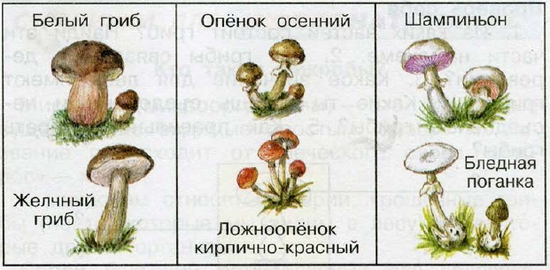 Белый гриб
Опёнок осенний
Шампиньон
Желчный
гриб
Ложноопёнок
кирпично-красный
Бледная
поганка